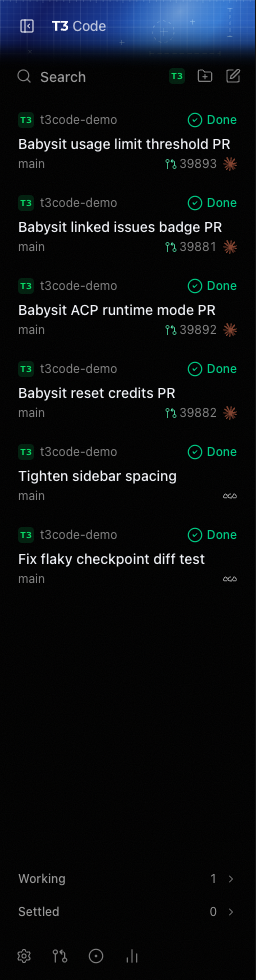 T3 Code
Search
T3
T3 t3code-demo Done
Babysit usage limit threshold PR
main 39893
T3 t3code-demo Done
Babysit linked issues badge PR
main 39881
T3 t3code-demo Done
Babysit ACP runtime mode PR
main 39892
T3 t3code-demo Done
Babysit reset credits PR
main 39882
T3 t3code-demo Done
Tighten sidebar spacing
main
T3 t3code-demo Done
Fix flaky checkpoint diff test
main
Working 1
Settled 0